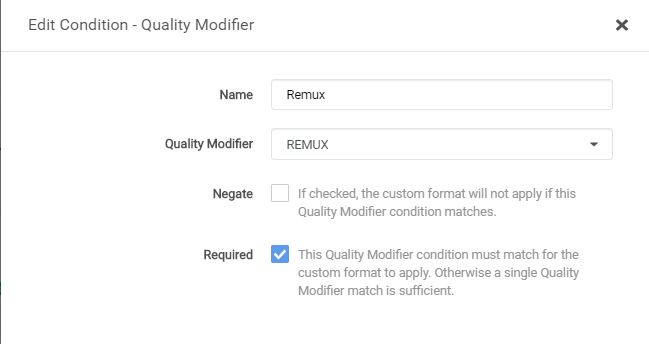 Edit Condition - Quality Modifier
Name
Remux
Quality Modifier
REMUX
Negate
If checked, the custom format will not apply if this
Quality Modifier condition matches.
Required
This Quality Modifier condition must match for the
custom format to apply. Otherwise a single Quality
Modifier match is sufficient.